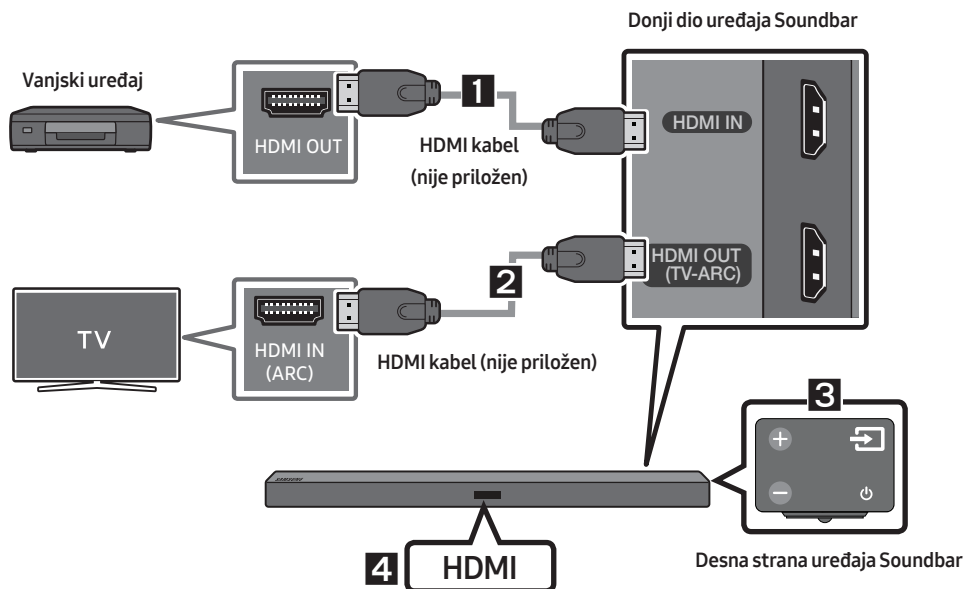 Donji dio uređaja Soundbar
Vanjski uređaj
HDMI OUT
1
HDMI kabel
(nije priložen)
HDMI IN
HDMI OUT
(TV-ARC)
2
TV
HDMI IN
(ARC)
HDMI kabel (nije priložen)
3
SAMSUNG
4
HDMI
Desna strana uređaja Soundbar